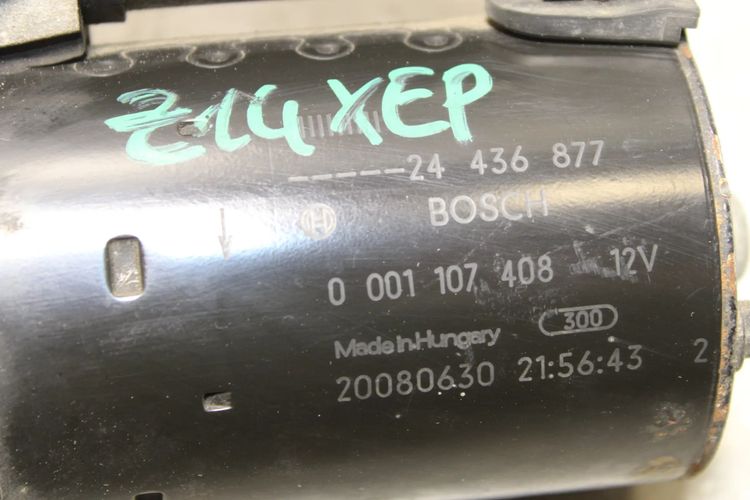 Z14XEP
-----24 436 877
BOSCH
0 001 107 408 12V
Made in Hungary 300
20080630 21:56:43 2